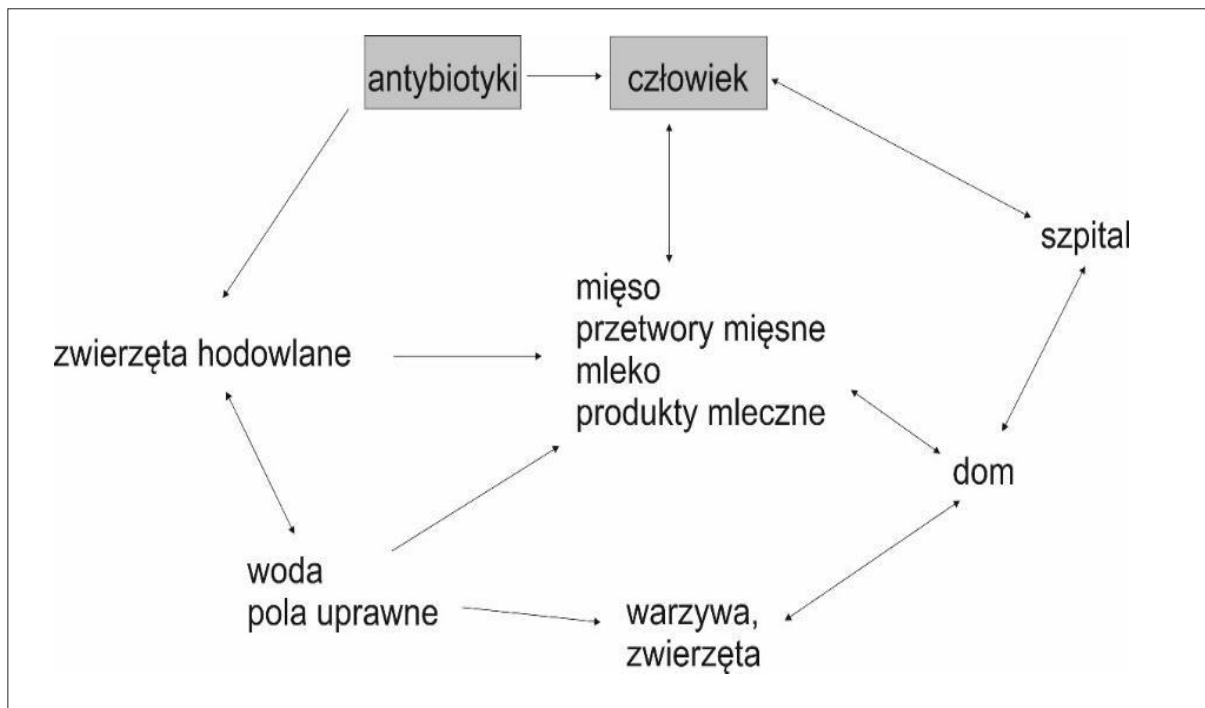 antybiotyki
człowiek
szpital
mięso
przetwory mięsne
mleko
produkty mleczne
zwierzęta hodowlane
dom
woda
pola uprawne
warzywa,
zwierzęta